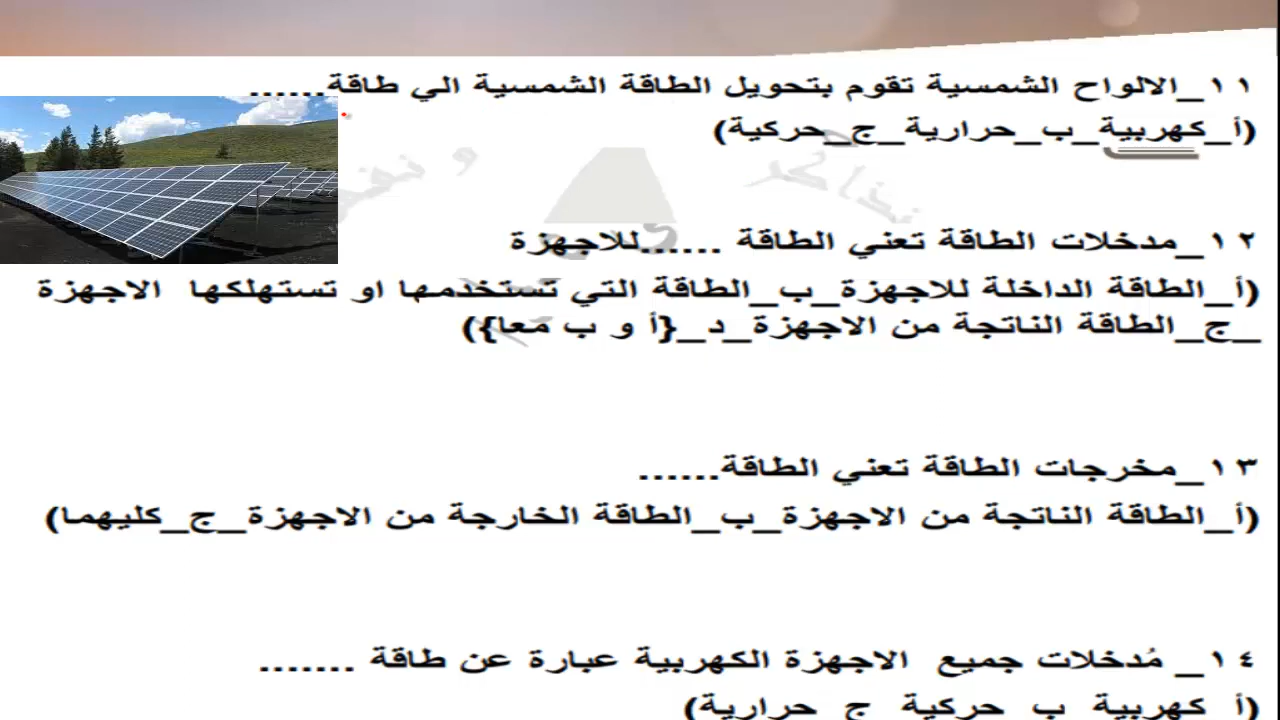 ١١_الالواح الشمسية تقوم بتحويل الطاقة الشمسية الي طاقة......
(أ_كهربية_ب_حرارية_ج_حركية)
نذاكر و نفو
١٢_مدخلات الطاقة تعني الطاقة ......للاجهزة
(أ_الطاقة الداخلة للاجهزة_ب_الطاقة التي تستخدمها او تستهلكها الاجهزة
_ج_الطاقة الناتجة من الاجهزة_د_{أ و ب معا})
١٣_مخرجات الطاقة تعني الطاقة......
(أ_الطاقة الناتجة من الاجهزة_ب_الطاقة الخارجة من الاجهزة_ج_كليهما)
١٤_ مُدخلات جميع الاجهزة الكهربية عبارة عن طاقة .......
(أ كهربية ب حركية ج حرارية)